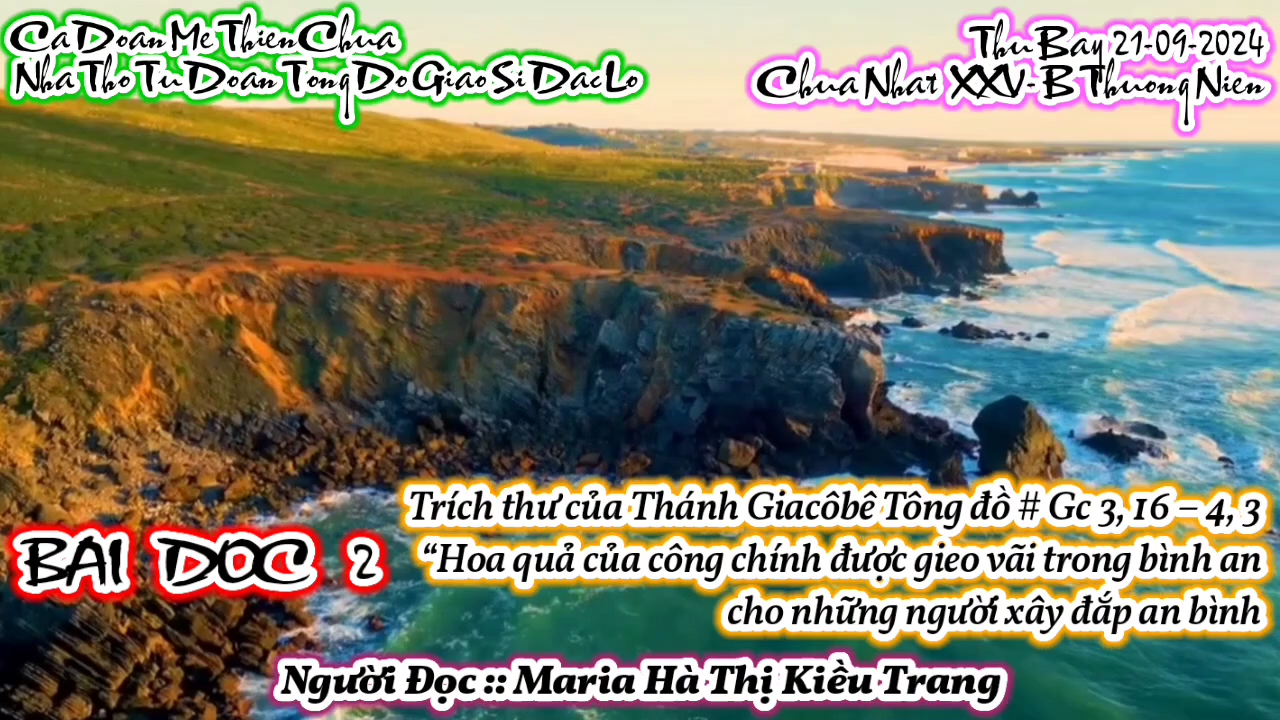 Ca Doan Me Thien Chua
Nha Tho Tu Doan Tong Do Giao Si Dac Lo
Thu Bay 21-09-2024
Chua Nhat XXV-B Thuong Nien
Trích thư của Thánh Giacôbê Tông đồ # Gc 3, 16 – 4, 3
BAI DOC 2
“Hoa quả của công chính được gieo vãi trong bình an
cho những người xây đắp an bình
Người Đọc :: Maria Hà Thị Kiều Trang